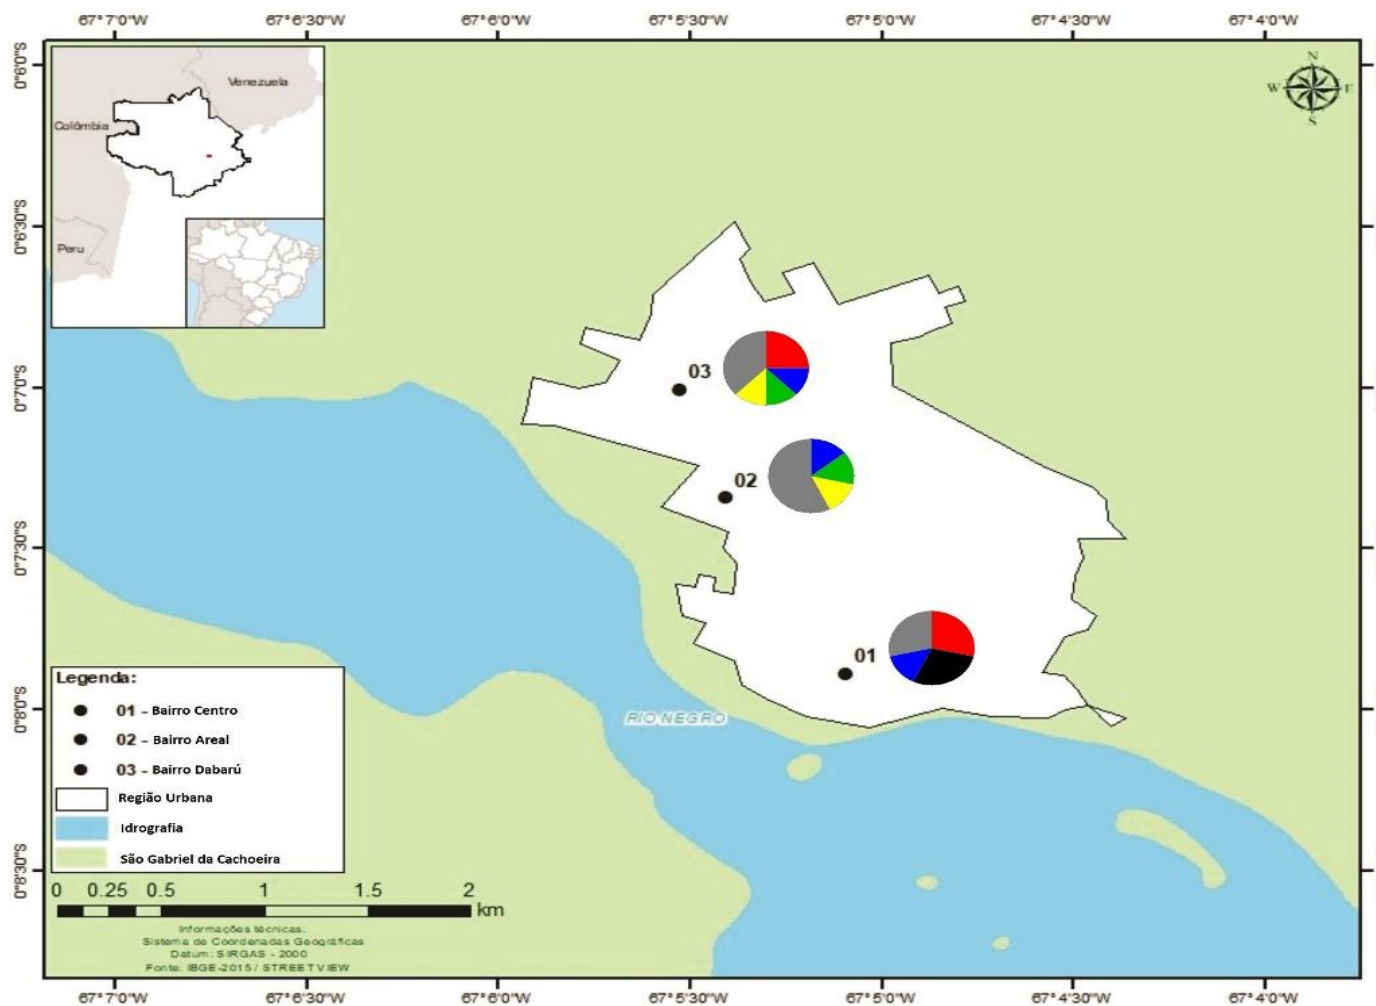 67°7'0"W 67°6'30"W 67°6'0"W 67°5'30"W 67°5'0"W 67°4'30"W 67°4'0"W
0°6'0"S
0°6'30"S
0°7'0"S
0°7'30"S
0°8'0"S
0°8'30"S
Venezuela
Colômbia
Peru
N
W E
S
03
02
01
RIO NEGRO
Legenda:
01 - Bairro Centro
02 - Bairro Areal
03 - Bairro Dabarú
Região Urbana
Idrografia
São Gabriel da Cachoeira
0 0.25 0.5 1 1.5 2
km
Informações técnicas:
Sistema de Coordenadas Geográficas
Datum: SIRGAS - 2000
Fonte: IBGE-2015 / STREET VIEW
67°7'0"W 67°6'30"W 67°6'0"W 67°5'30"W 67°5'0"W 67°4'30"W 67°4'0"W